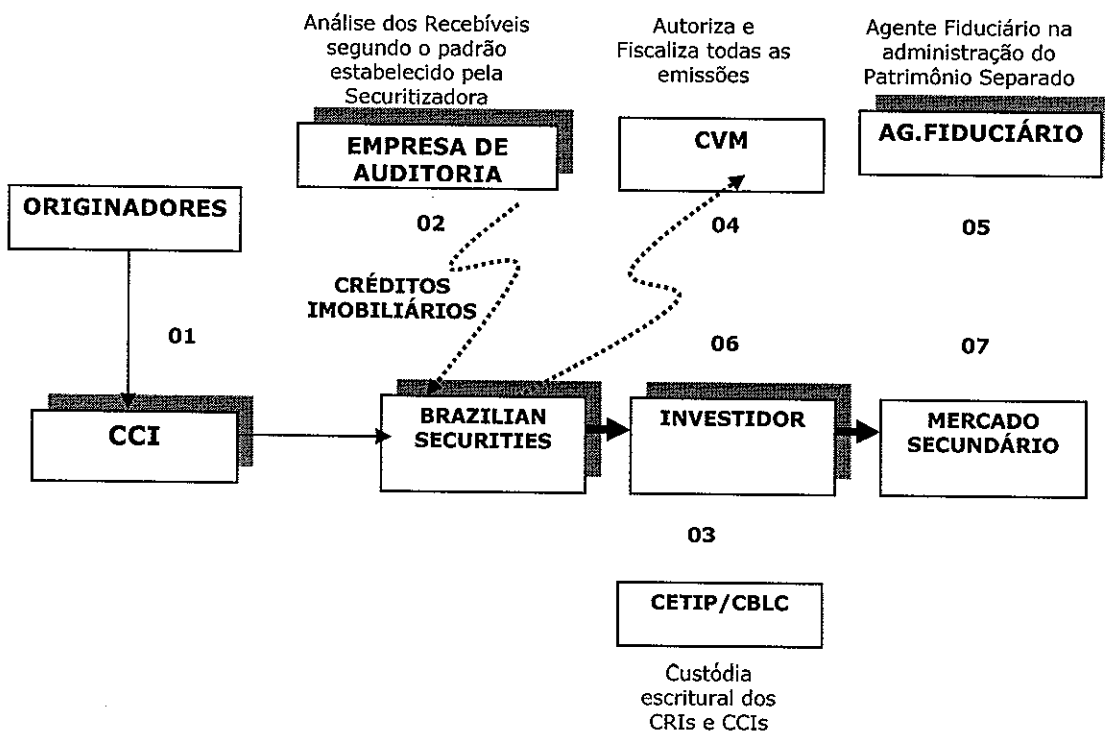 Análise dos Recebíveis
segundo o padrão
estabelecido pela
Securitizadora
Autoriza e
Fiscaliza todas as
emissões
Agente Fiduciário na
administração do
Patrimônio Separado
EMPRESA DE
AUDITORIA
CVM
AG.FIDUCIÁRIO
ORIGINADORES
02
04
05
CRÉDITOS
IMOBILIÁRIOS
01
06
07
CCI
BRAZILIAN
SECURITIES
INVESTIDOR
MERCADO
SECUNDÁRIO
03
CETIP/CBLC
Custódia
escritural dos
CRIs e CCIs